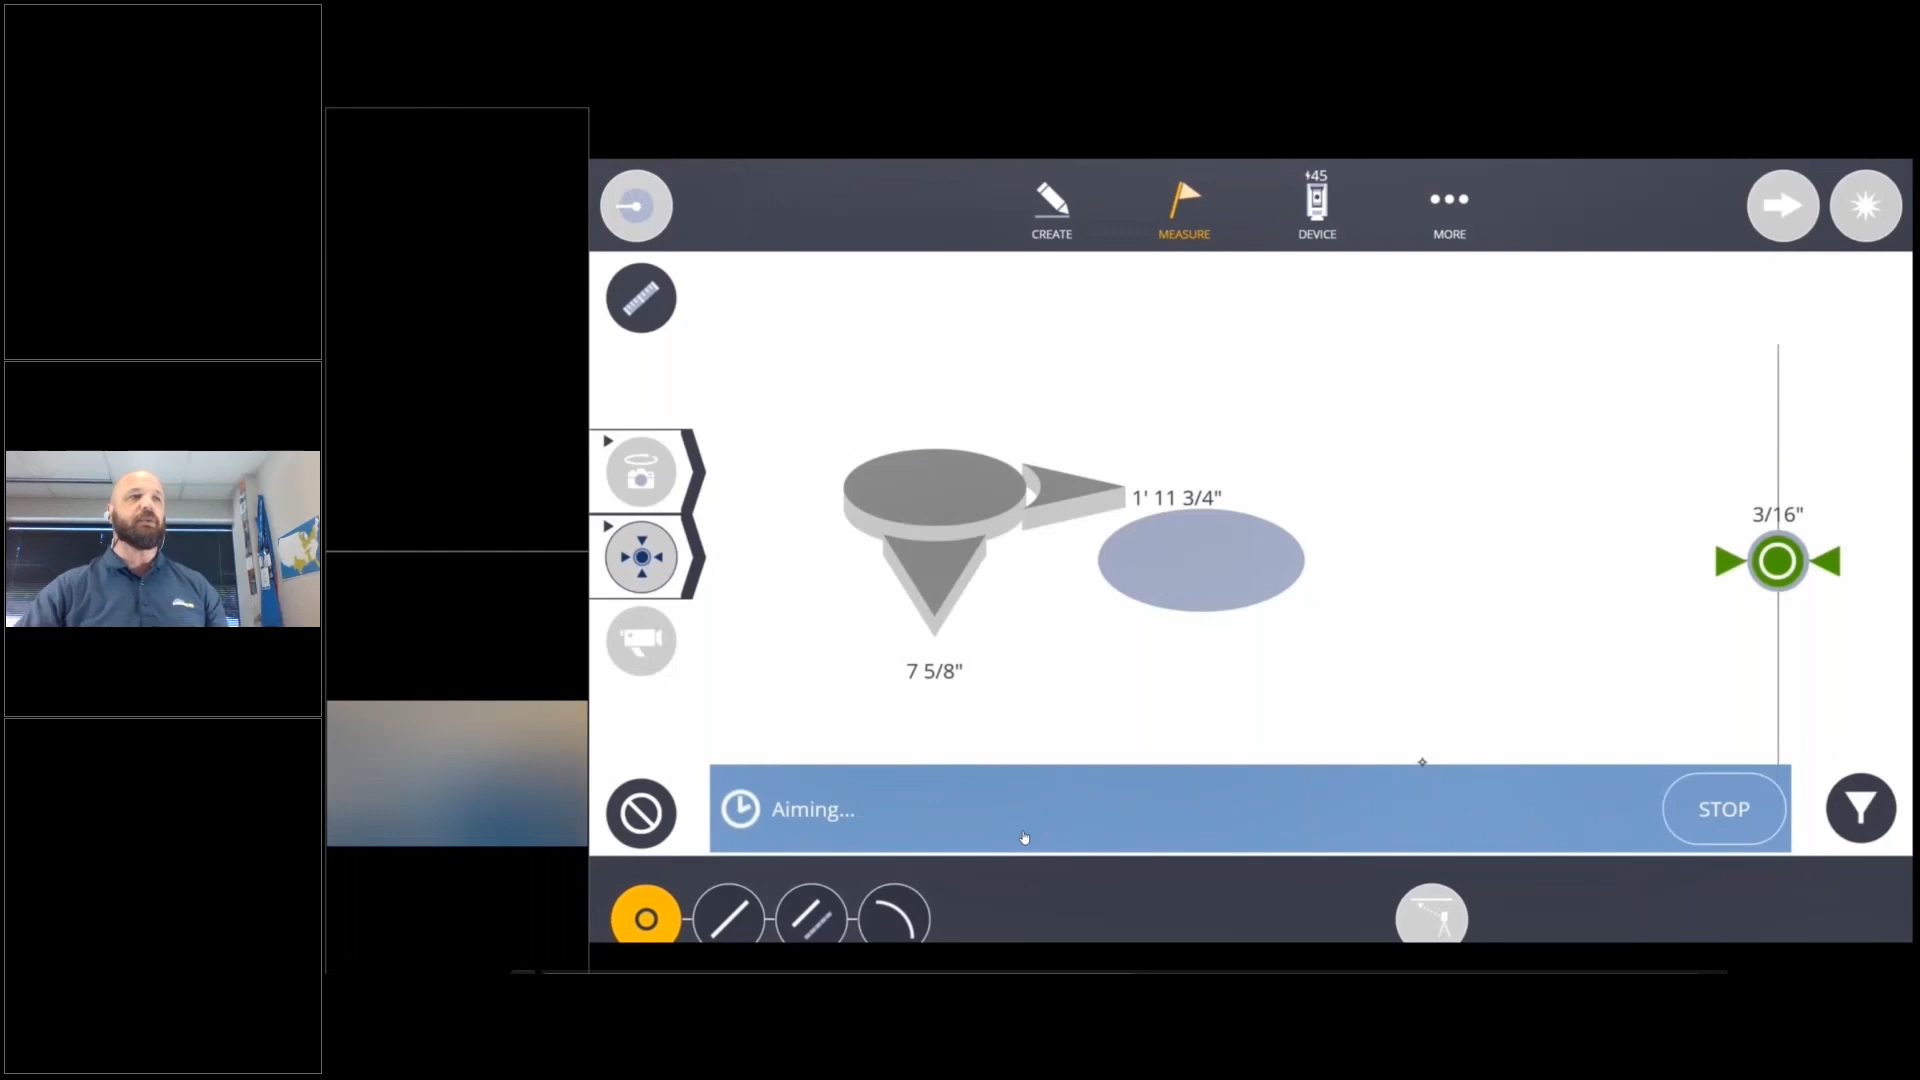 45
CREATE
MEASURE
DEVICE
MORE
1' 11 3/4"
3/16"
7 5/8"
Aiming...
STOP